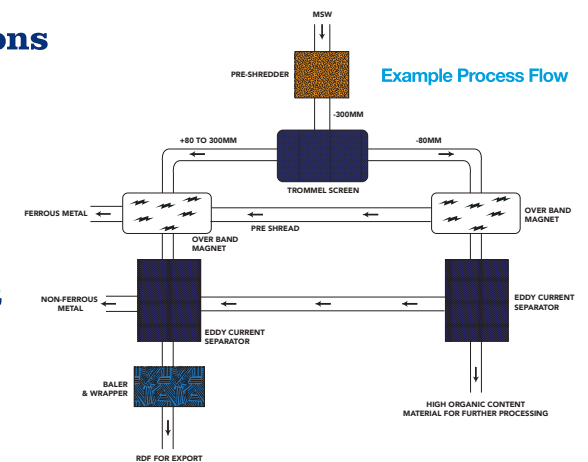 ons
MSW
PRE-SHREDDER
Example Process Flow
-300MM
+80 TO 300MM
-80MM
TROMMEL SCREEN
FERROUS METAL
OVER BAND
MAGNET
PRE SHREAD
OVER BAND
MAGNET
NON-FERROUS
METAL
EDDY CURRENT
SEPARATOR
EDDY CURRENT
SEPARATOR
BALER
& WRAPPER
HIGH ORGANIC CONTENT
MATERIAL FOR FURTHER PROCESSING
RDF FOR EXPORT